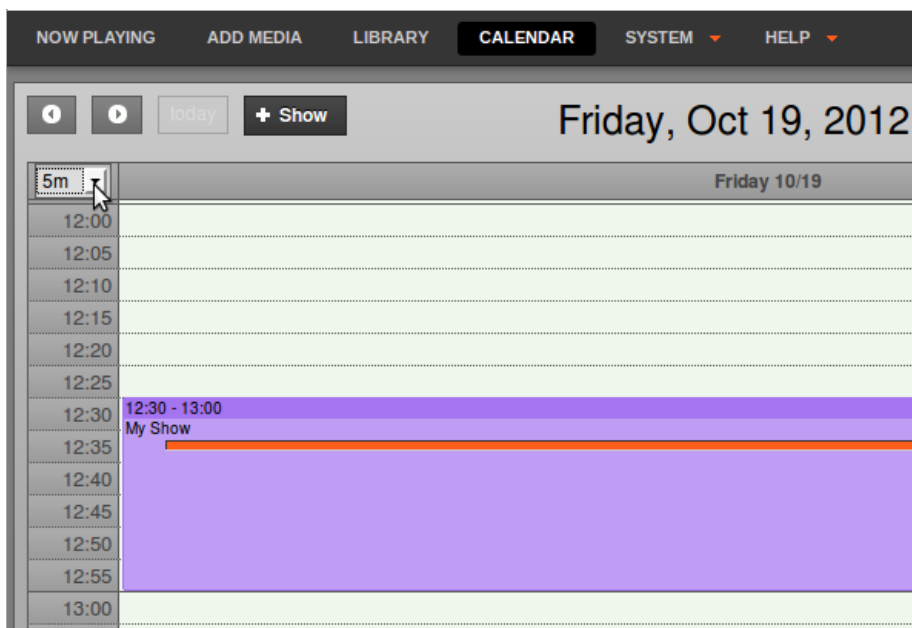 NOW PLAYING ADD MEDIA LIBRARY CALENDAR SYSTEM HELP
today + Show Friday, Oct 19, 2012
5m Friday 10/19
12:00
12:05
12:10
12:15
12:20
12:25
12:30 12:30 - 13:00
My Show
12:35
12:40
12:45
12:50
12:55
13:00